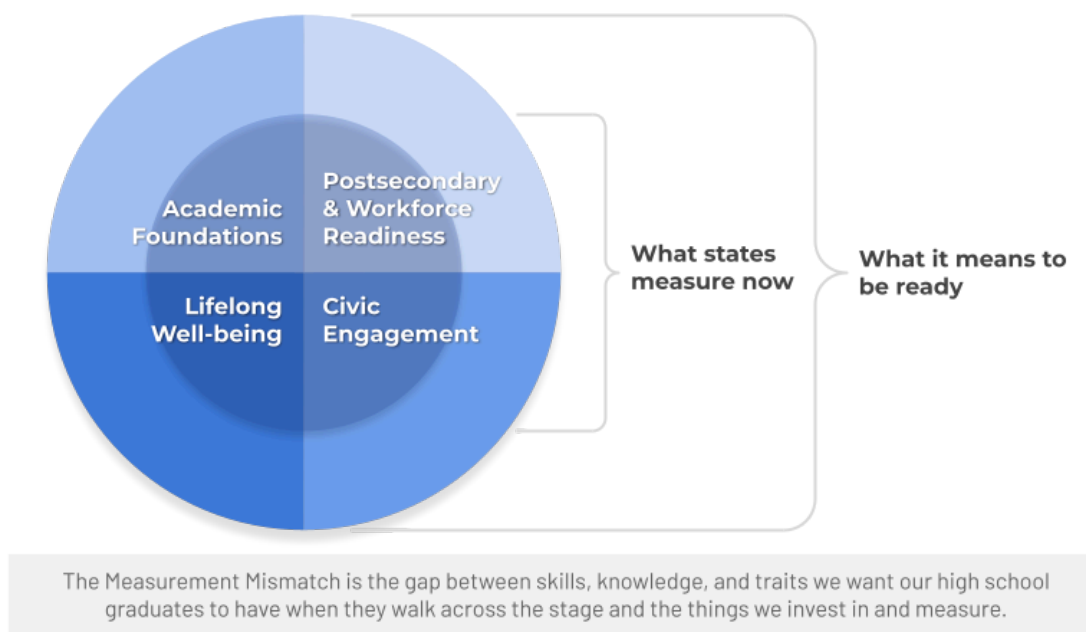 Academic
Foundations
Postsecondary
& Workforce
Readiness
Lifelong
Well-being
Civic
Engagement
What states
measure now
What it means to
be ready
The Measurement Mismatch is the gap between skills, knowledge, and traits we want our high school
graduates to have when they walk across the stage and the things we invest in and measure.